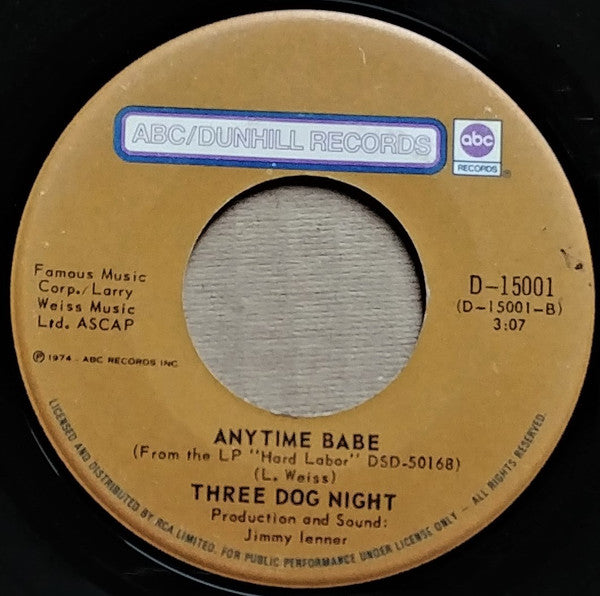 ABC/DUNHILL RECORDS
abc
RECORDS
®
Famous Music
Corp./Larry
Weiss Music
Ltd. ASCAP
℗ 1974 - ABC RECORDS INC
D-15001
(D-15001-B)
3:07
ANYTIME BABE
(From the LP "Hard Labor" DSD-50168)
(L. Weiss)
THREE DOG NIGHT
Production and Sound:
Jimmy Ienner
LICENSED AND DISTRIBUTED BY RCA LIMITED. FOR PUBLIC PERFORMANCE UNDER LICENSE ONLY — ALL RIGHTS RESERVED.